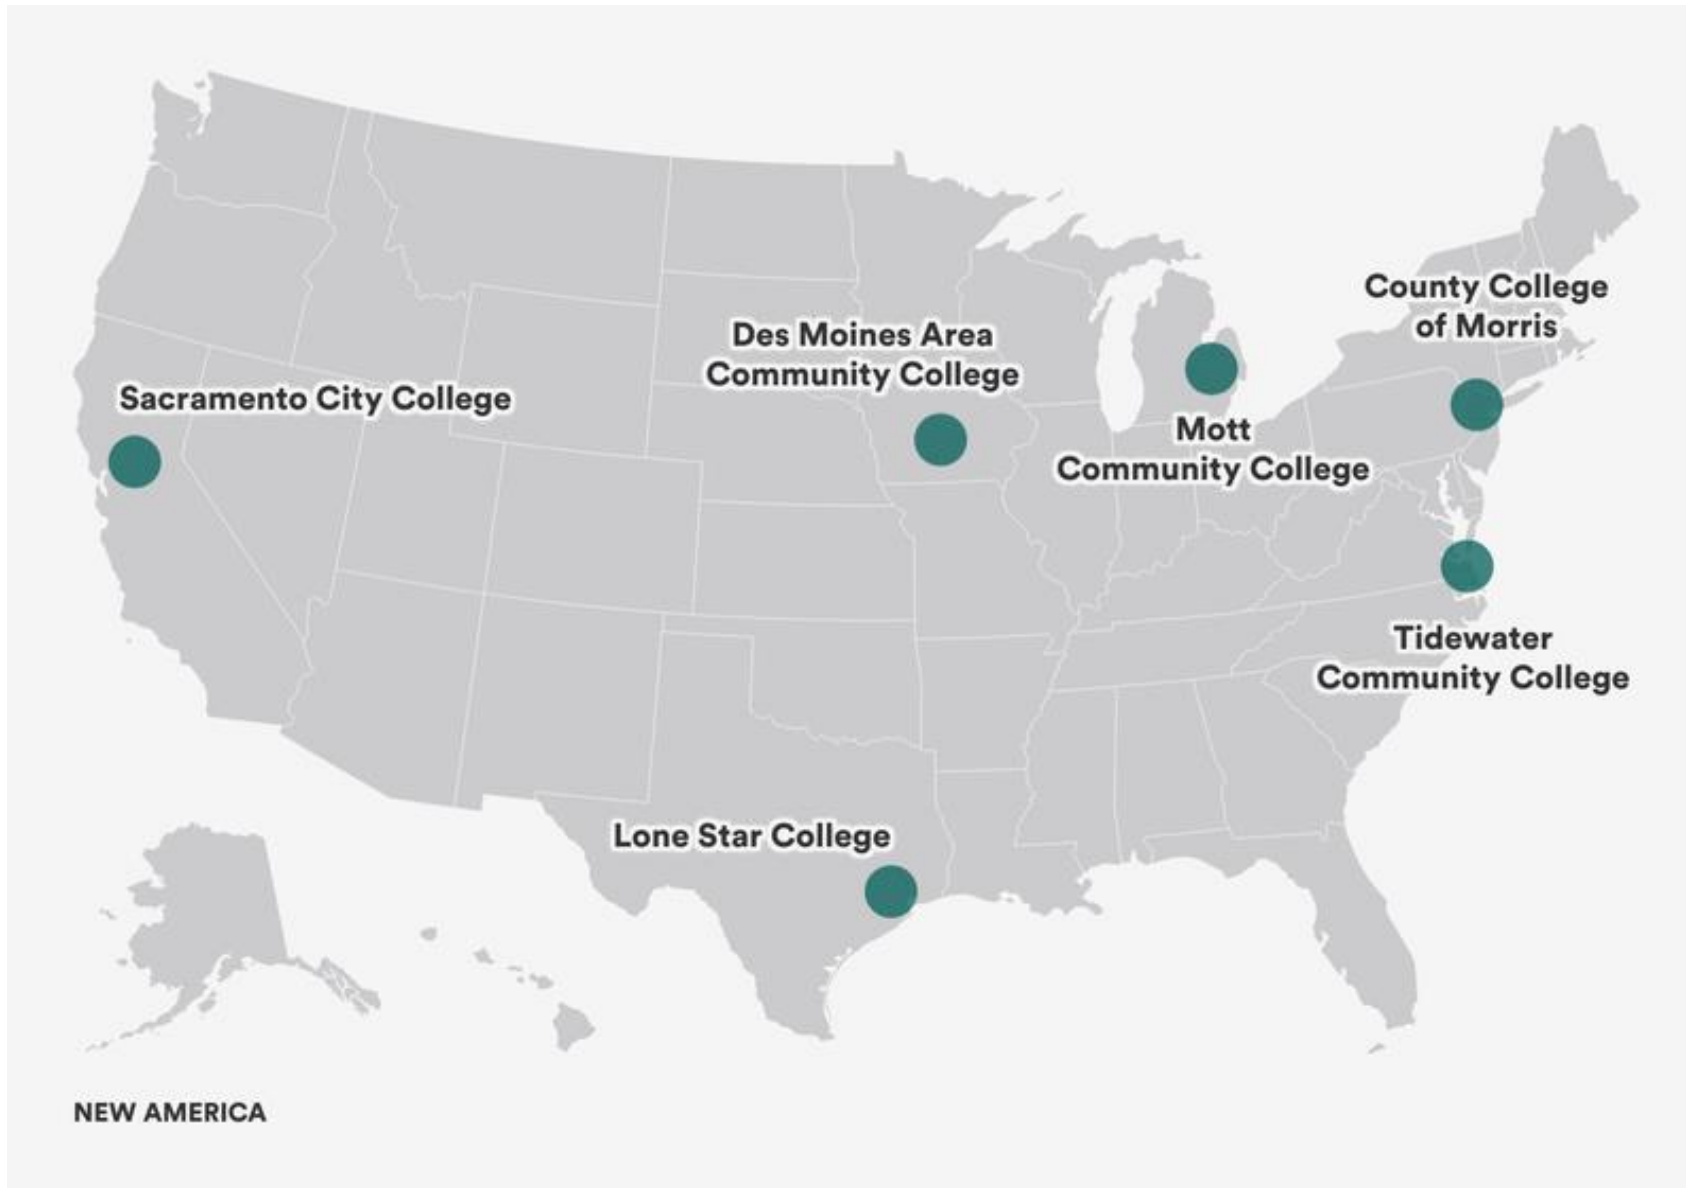 County College
of Morris
Des Moines Area
Community College
Sacramento City College
Mott
Community College
Tidewater
Community College
Lone Star College
NEW AMERICA